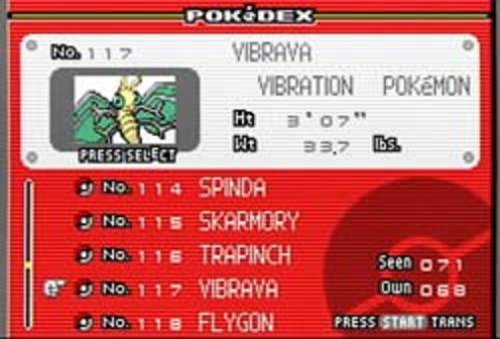 POKéDEX
No. 117 VIBRAVA
VIBRATION POKéMON
Ht 3'07"
Wt 33.7 lbs.
PRESS SELECT
No. 114 SPINDA
No. 115 SKARMORY
No. 116 TRAPINCH
Seen 071
No. 117 VIBRAVA
Own 068
No. 118 FLYGON
PRESS START TRANS